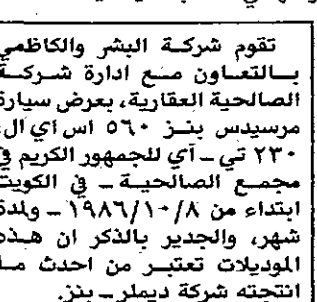 تقوم شركة البشر والكاظمي
بالتعاون مع ادارة شركة
الصالحية العقارية، بعرض سيارة
مرسيدس بنز ٥٦٠ اس اي ال،
٢٣٠ تي - آي للجمهور الكريم في
مجمع الصالحية - في الكويت
ابتداء من ١٩٨٦/١٠/٨ - ولمدة
شهر، والجدير بالذكر ان هذه
الموديلات تعتبر من احدث ما
انتجته شركة ديملر - بنز.